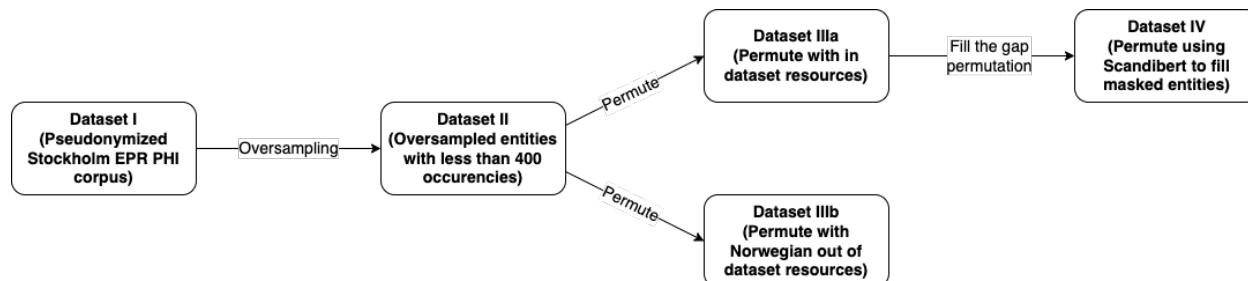 Dataset I
(Pseudonymized
Stockholm EPR PHI
corpus)
Oversampling
Dataset II
(Oversampled entities
with less than 400
occurencies)
Permute
Dataset IIIa
(Permute with in
dataset resources)
Fill the gap
permutation
Dataset IV
(Permute using
Scandibert to fill
masked entities)
Permute
Dataset IIIb
(Permute with
Norwegian out of
dataset resources)